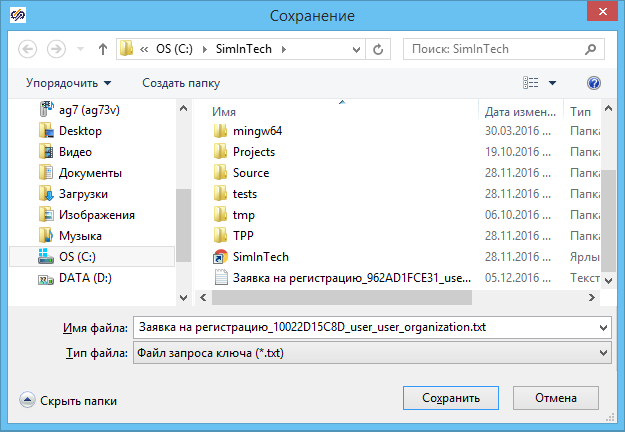 Сохранение
« OS (C:) SimInTech
Поиск: SimInTech
Упорядочить Создать папку
ag7 (ag73v)
Desktop
Видео
Документы
Загрузки
Изображения
Музыка
OS (C:)
DATA (D:)
Имя Дата измен... Тип
mingw64 30.03.2016 ... Папка
Projects 19.10.2016 ... Папка
Source 28.11.2016 ... Папка
tests 28.11.2016 ... Папка
tmp 06.10.2016 ... Папка
TPP 28.11.2016 ... Папка
SimInTech 28.11.2016 ... Ярлы
Заявка на регистрацию_962AD1FCE31_use... 05.12.2016 ... Текст
Имя файла: Заявка на регистрацию_10022D15C8D_user_user_organization.txt
Тип файла: Файл запроса ключа (*.txt)
Скрыть папки Сохранить Отмена